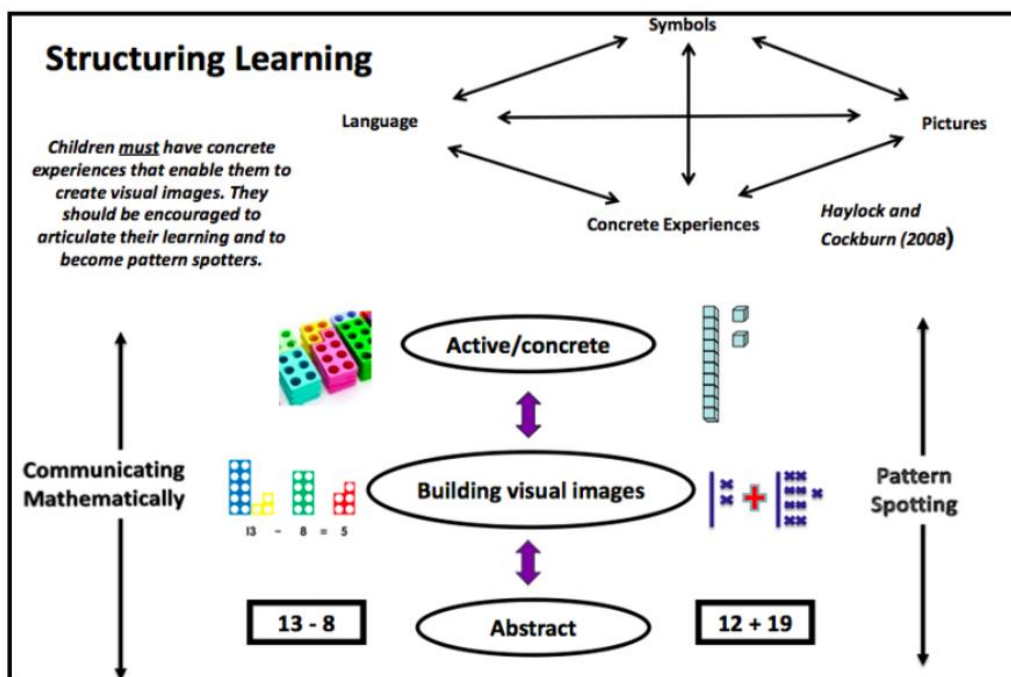 Structuring Learning
Symbols
Language
Pictures
Concrete Experiences
Haylock and
Cockburn (2008)
Children must have concrete
experiences that enable them to
create visual images. They
should be encouraged to
articulate their learning and to
become pattern spotters.
Active/concrete
Communicating
Mathematically
Building visual images
Pattern
Spotting
13 - 8 = 5
+
13 - 8
Abstract
12 + 19